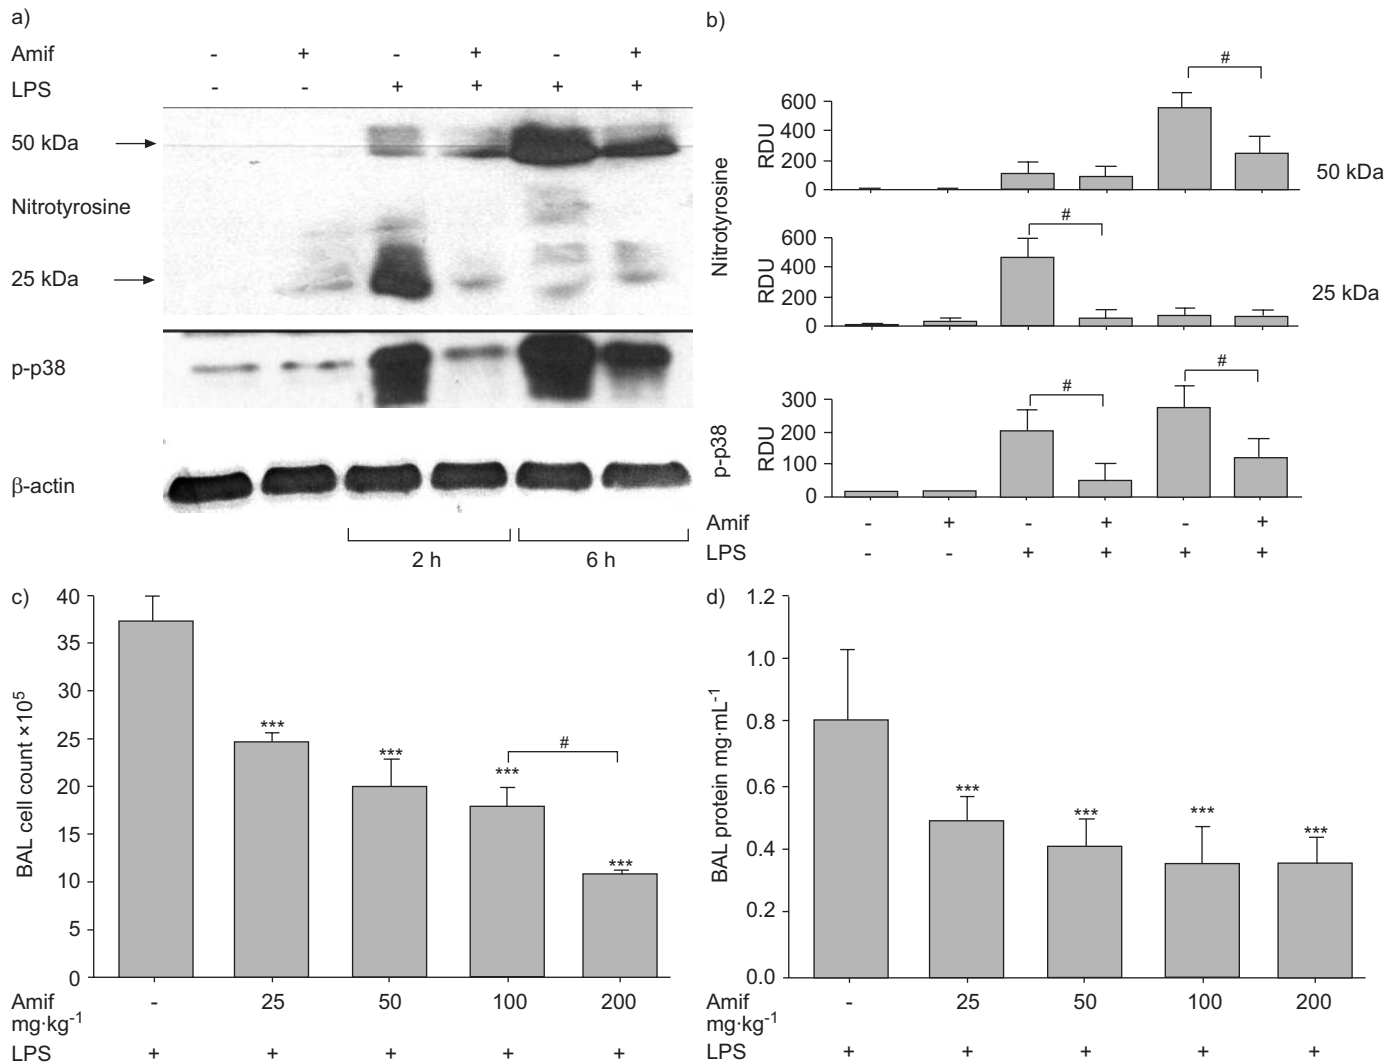 a)
Amif - + - + - +
LPS - - + + + +
50 kDa
Nitrotyrosine
25 kDa
p-p38
β-actin
2 h 6 h
b)
#
600
400
200
0
RDU
50 kDa
Nitrotyrosine
#
600
400
200
0
RDU
25 kDa
# #
300
200
100
0
RDU
p-p38
Amif - + - + - +
LPS - - + + + +
c)
40
35
30
25
20
15
10
5
0
BAL cell count ×10⁵
*** *** *** # ***
Amif - 25 50 100 200
mg·kg⁻¹
LPS + + + + +
d)
1.2
1.0
0.8
0.6
0.4
0.2
0.0
BAL protein mg·mL⁻¹
*** *** *** ***
Amif - 25 50 100 200
mg·kg⁻¹
LPS + + + + +